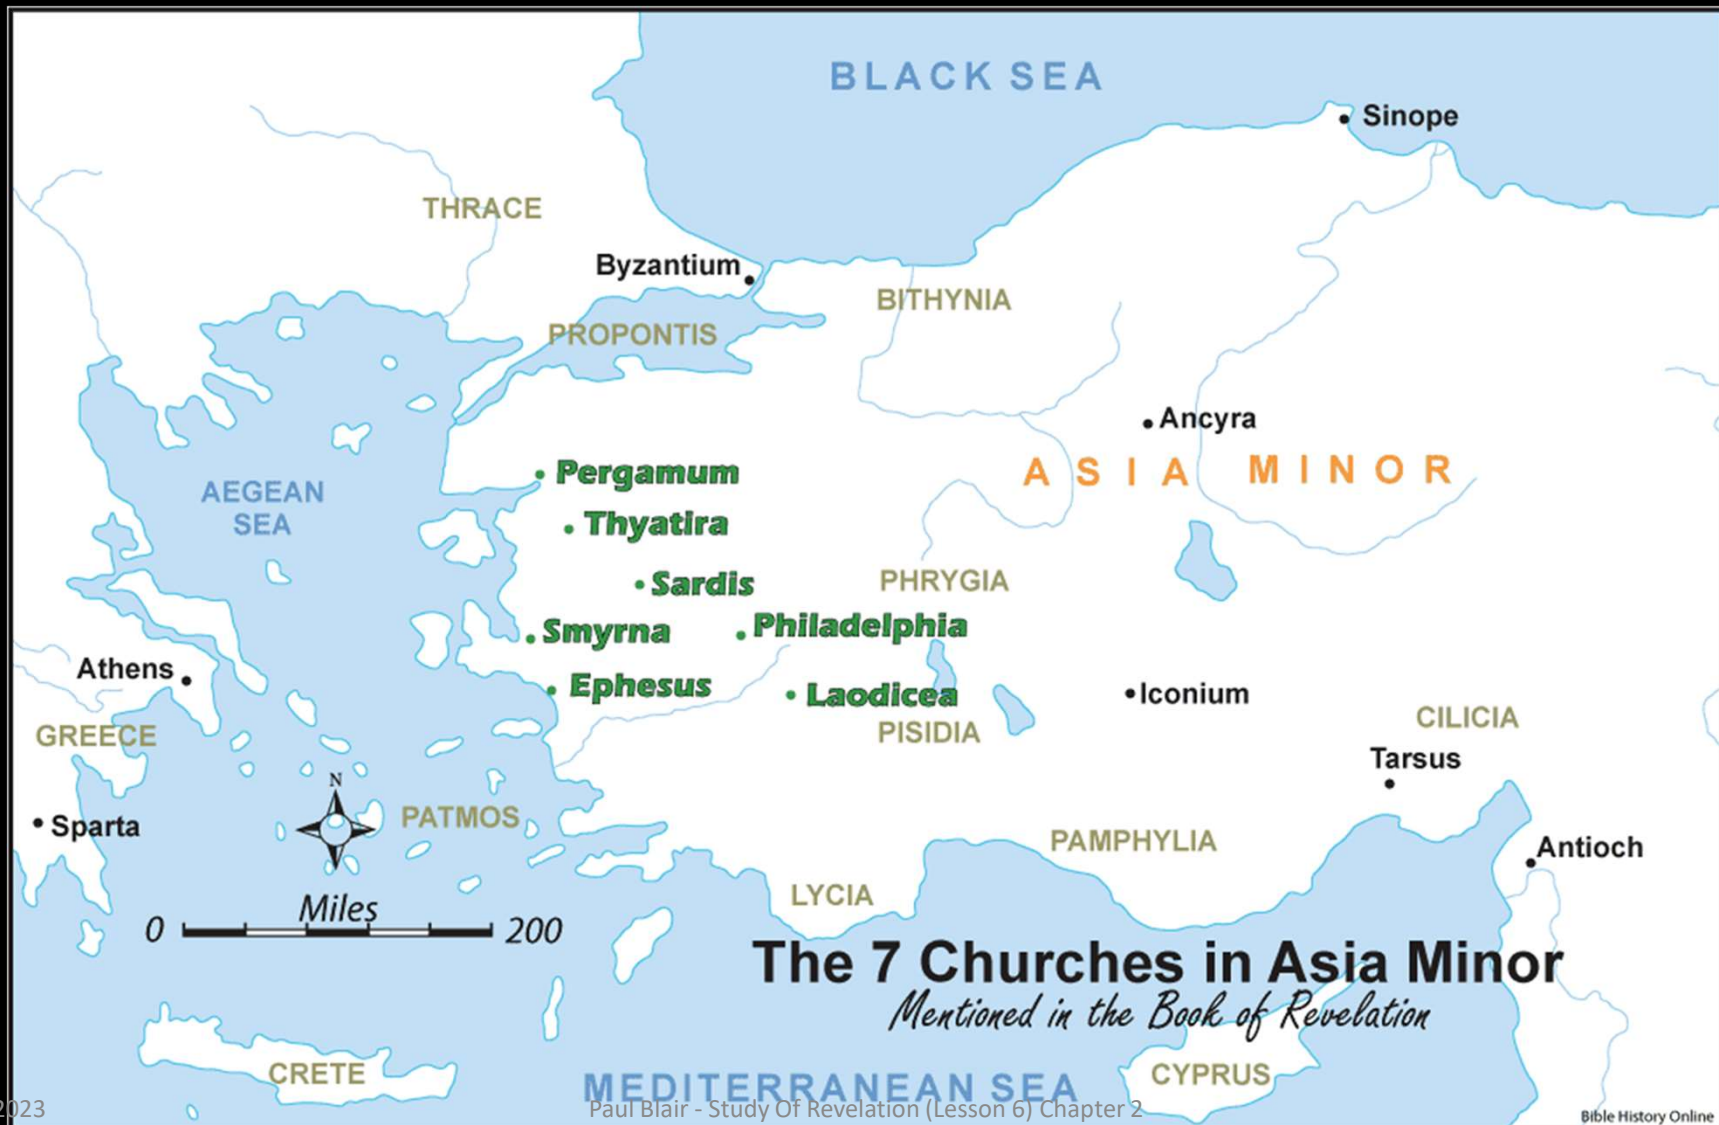 BLACK SEA
Sinope
THRACE
Byzantium
BITHYNIA
PROPONTIS
Ancyra
ASIA MINOR
Pergamum
AEGEAN
SEA
Thyatira
Sardis
PHRYGIA
Smyrna
Philadelphia
Athens
Ephesus
Laodicea
Iconium
GREECE
PISIDIA
CILICIA
Tarsus
N
PATMOS
Sparta
PAMPHYLIA
Antioch
LYCIA
Miles
0 200
The 7 Churches in Asia Minor
Mentioned in the Book of Revelation
CRETE
CYPRUS
MEDITERRANEAN SEA
2023
Paul Blair - Study Of Revelation (Lesson 6) Chapter 2
Bible History Online